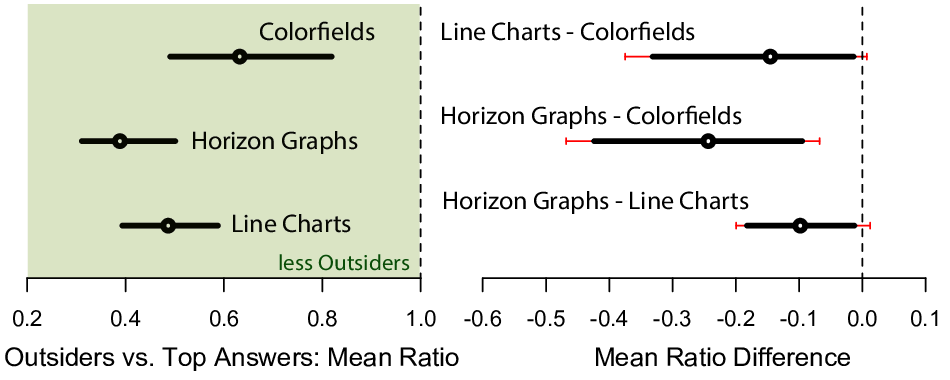 Colorfields
Horizon Graphs
Line Charts
less Outsiders
0.2 0.4 0.6 0.8 1.0
Outsiders vs. Top Answers: Mean Ratio
Line Charts - Colorfields
Horizon Graphs - Colorfields
Horizon Graphs - Line Charts
-0.6 -0.5 -0.4 -0.3 -0.2 -0.1 0.0 0.1
Mean Ratio Difference